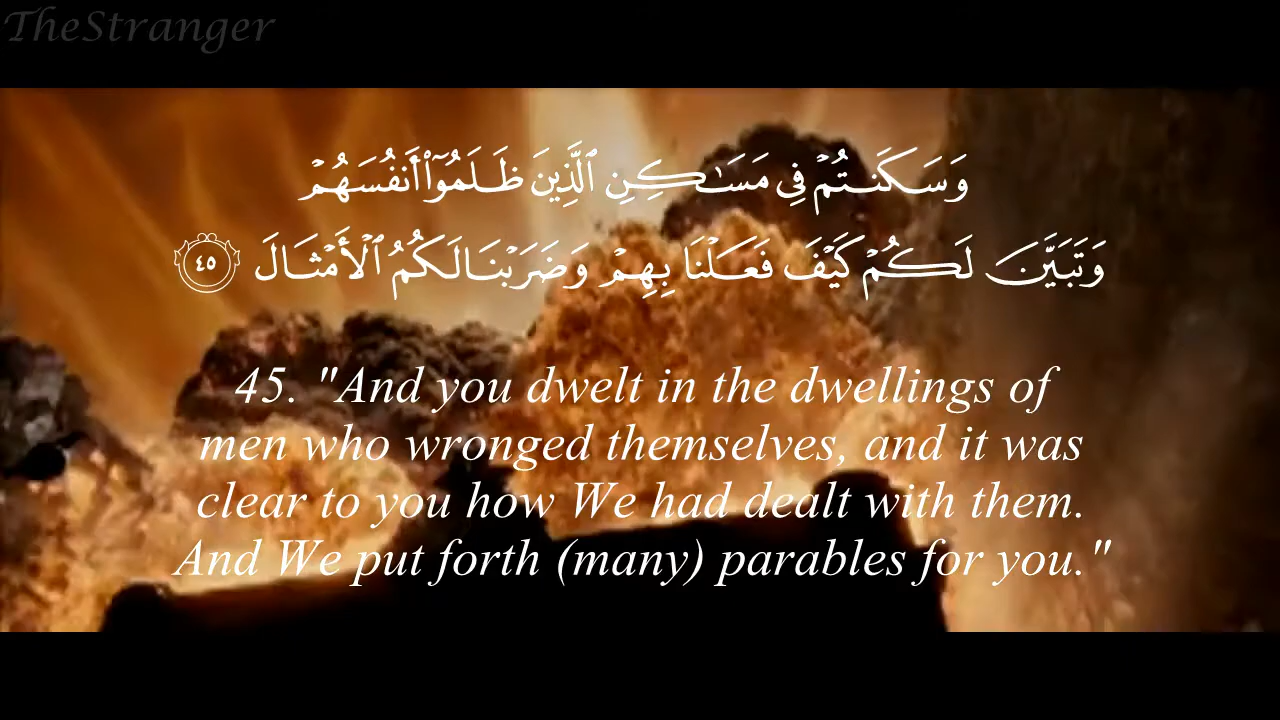 TheStranger
وَسَكَنتُمْ فِى مَسَـٰكِنِ ٱلَّذِينَ ظَلَمُوٓا۟ أَنفُسَهُمْ
وَتَبَيَّنَ لَكُمْ كَيْفَ فَعَلْنَا بِهِمْ وَضَرَبْنَا لَكُمُ ٱلْأَمْثَالَ ٤٥
45. "And you dwelt in the dwellings of
men who wronged themselves, and it was
clear to you how We had dealt with them.
And We put forth (many) parables for you."